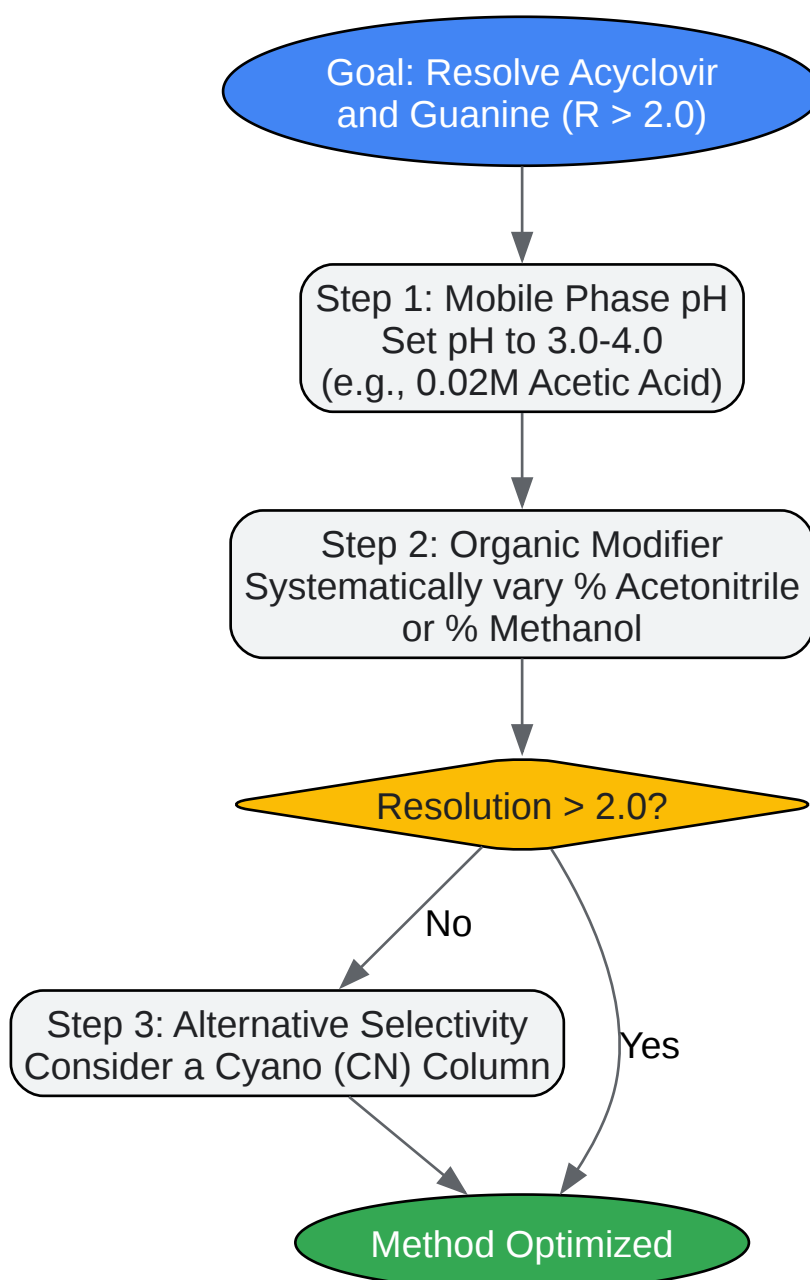 Goal: Resolve Acyclovir
and Guanine (R > 2.0)
Step 1: Mobile Phase pH
Set pH to 3.0-4.0
(e.g., 0.02M Acetic Acid)
Step 2: Organic Modifier
Systematically vary % Acetonitrile
or % Methanol
Resolution > 2.0?
No
Yes
Step 3: Alternative Selectivity
Consider a Cyano (CN) Column
Method Optimized